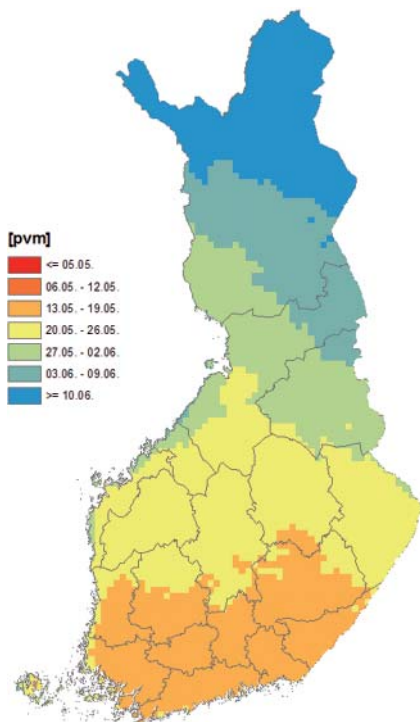 [pvm]
<= 05.05.
06.05. - 12.05.
13.05. - 19.05.
20.05. - 26.05.
27.05. - 02.06.
03.06. - 09.06.
>= 10.06.